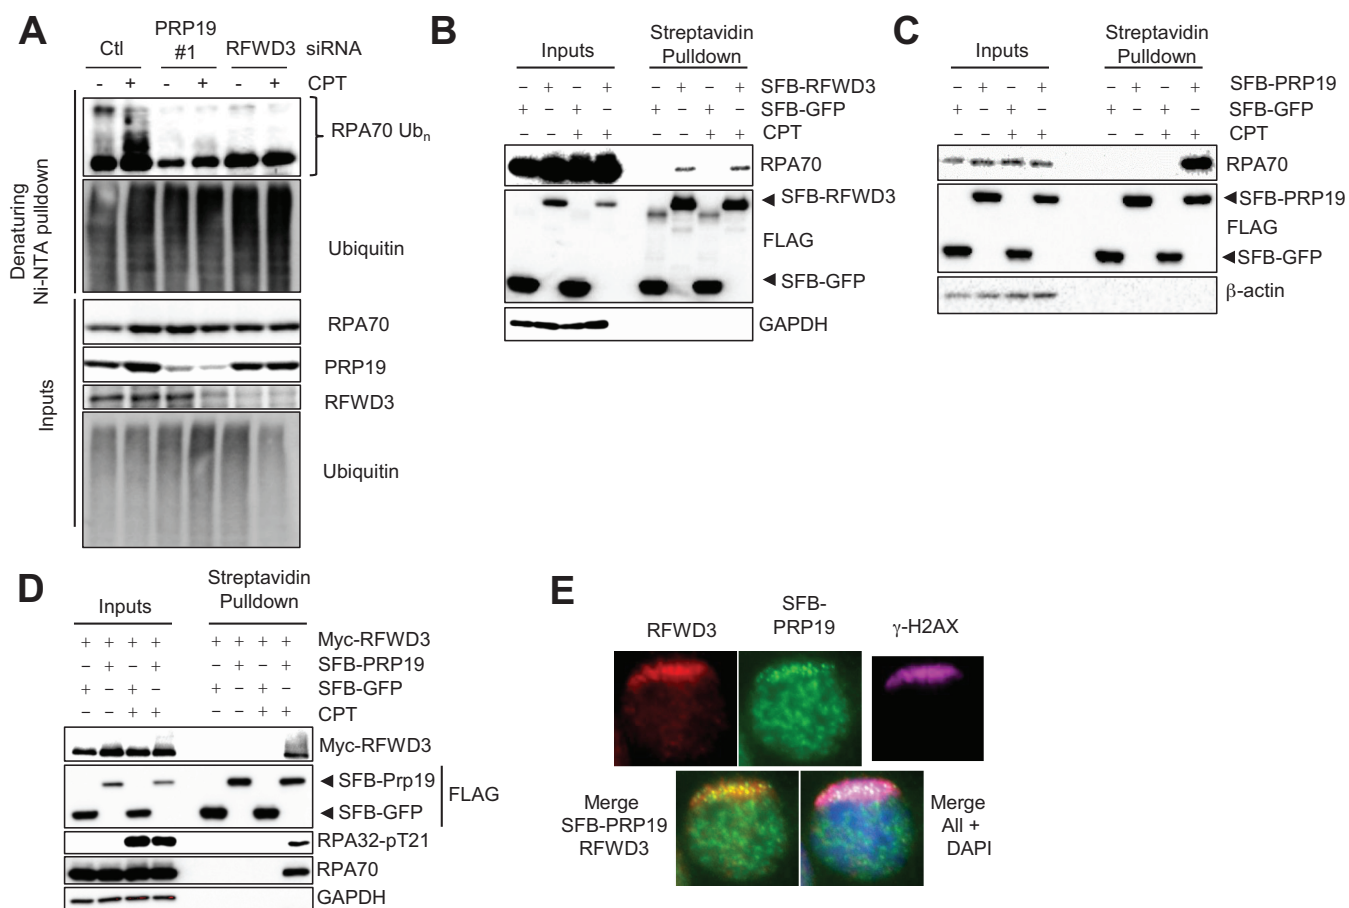 A
Ctl
PRP19
#1
RFWD3
siRNA
- + - + - + CPT
Denaturing
Ni-NTA pulldown
RPA70 Ubn
Ubiquitin
Inputs
RPA70
PRP19
RFWD3
Ubiquitin
B
Inputs
Streptavidin
Pulldown
− + − + − + − + SFB-RFWD3
+ − + − + − + − SFB-GFP
− − + + − − + + CPT
RPA70
◄ SFB-RFWD3
FLAG
◄ SFB-GFP
GAPDH
C
Inputs
Streptavidin
Pulldown
− + − + − + − + SFB-PRP19
+ − + − + − + − SFB-GFP
− − + + − − + + CPT
RPA70
◄SFB-PRP19
FLAG
◄SFB-GFP
β-actin
D
Inputs
Streptavidin
Pulldown
+ + + + + + + + Myc-RFWD3
− + − + − + − + SFB-PRP19
+ − + − + − + − SFB-GFP
− − + + − − + + CPT
Myc-RFWD3
◄ SFB-Prp19
◄ SFB-GFP
FLAG
RPA32-pT21
RPA70
GAPDH
E
RFWD3
SFB-
PRP19
γ-H2AX
Merge
SFB-PRP19
RFWD3
Merge
All +
DAPI